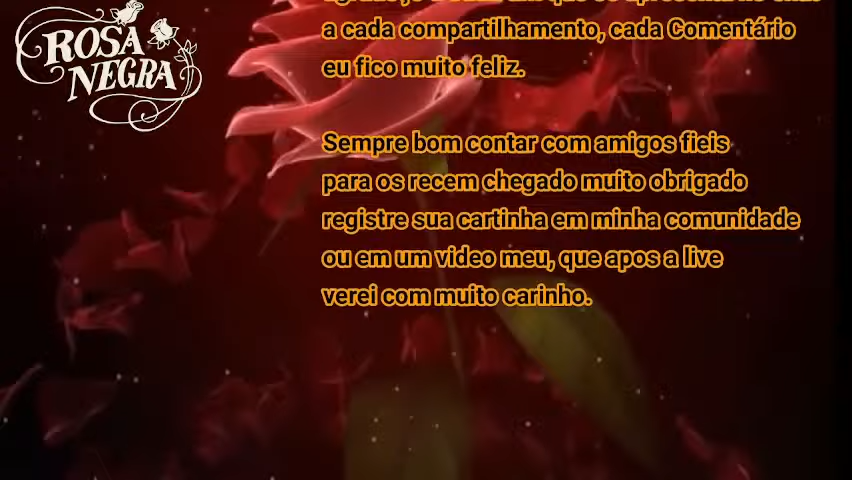 ROSA
NEGRA
a cada compartilhamento, cada Comentário
eu fico muito feliz.
Sempre bom contar com amigos fieis
para os recem chegado muito obrigado
registre sua cartinha em minha comunidade
ou em um video meu, que apos a live
verei com muito carinho.